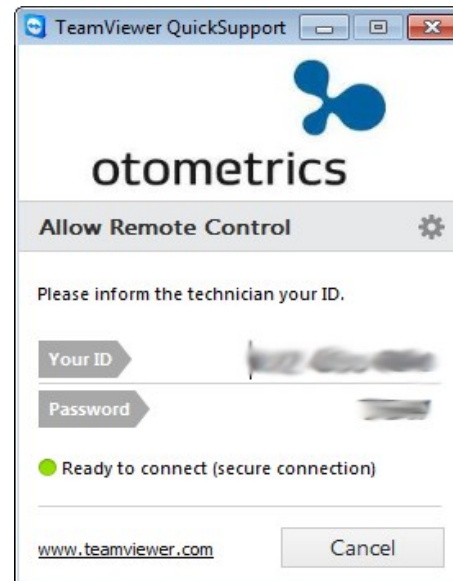 TeamViewer QuickSupport
otometrics
Allow Remote Control
Please inform the technician your ID.
Your ID
Password
Ready to connect (secure connection)
www.teamviewer.com
Cancel